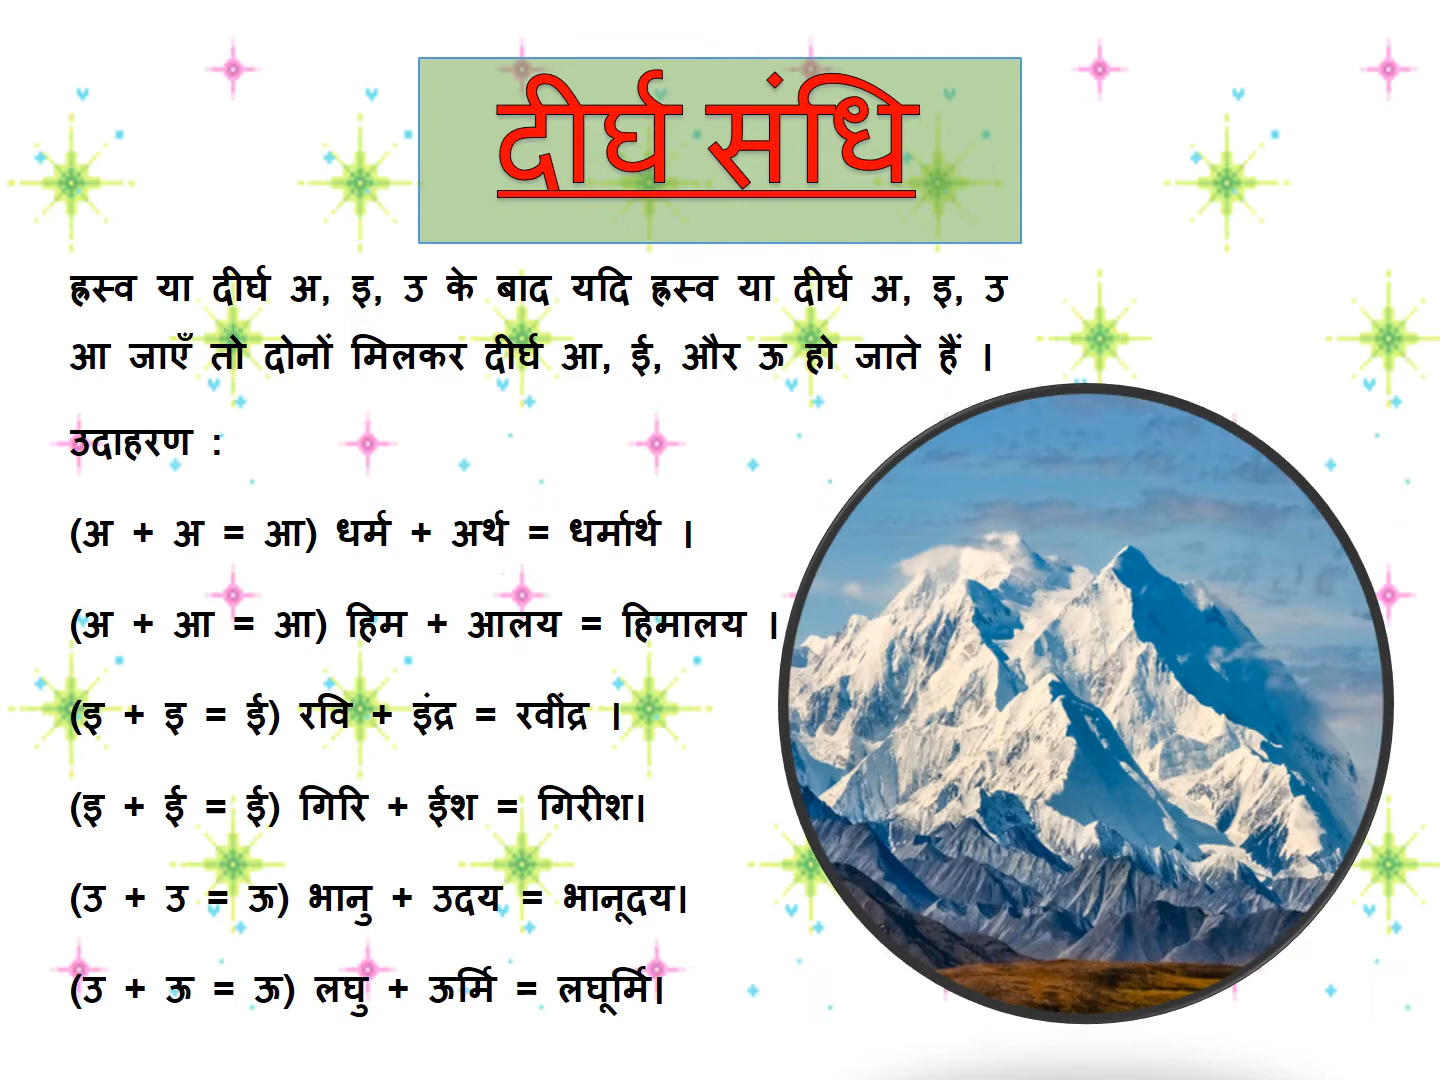 दीर्घ संधि
ह्रस्व या दीर्घ अ, इ, उ के बाद यदि ह्रस्व या दीर्घ अ, इ, उ
आ जाएँ तो दोनों मिलकर दीर्घ आ, ई, और ऊ हो जाते हैं ।
उदाहरण :
(अ + अ = आ) धर्म + अर्थ = धर्मार्थ ।
(अ + आ = आ) हिम + आलय = हिमालय ।
(इ + इ = ई) रवि + इंद्र = रवींद्र ।
(इ + ई = ई) गिरि + ईश = गिरीश।
(उ + उ = ऊ) भानु + उदय = भानूदय।
(उ + ऊ = ऊ) लघु + ऊर्मि = लघूर्मि।